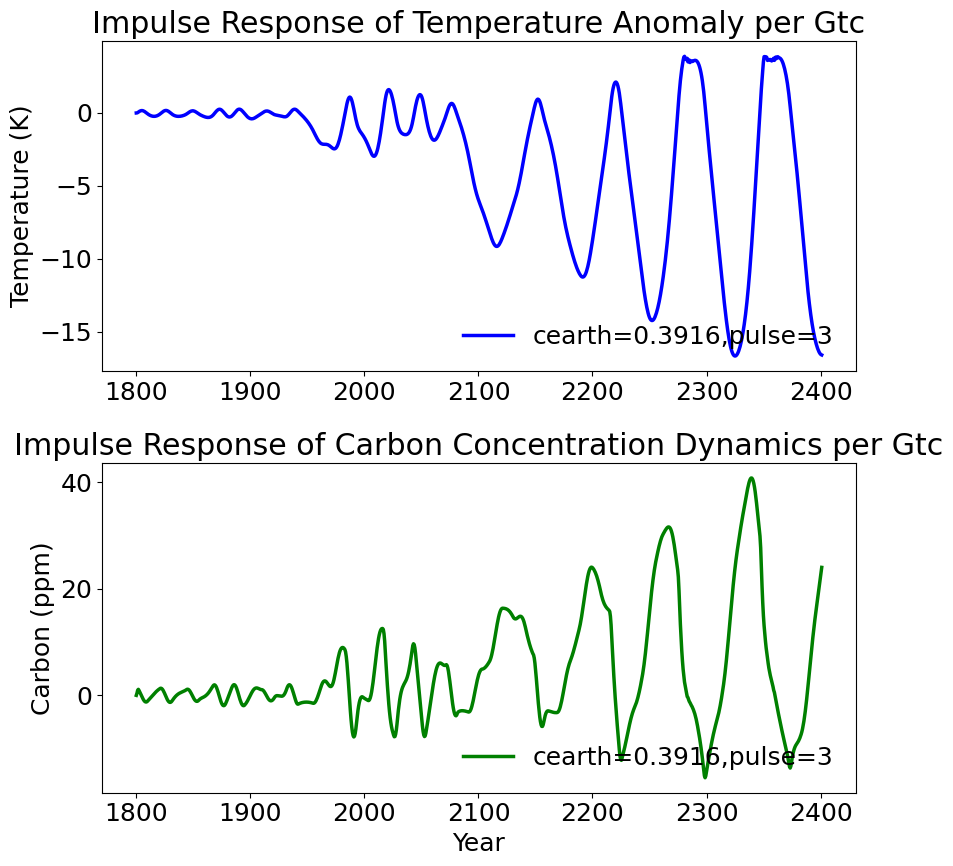 Impulse Response of Temperature Anomaly per Gtc
Temperature (K)
0
−5
−10
−15
cearth=0.3916,pulse=3
1800 1900 2000 2100 2200 2300 2400
Impulse Response of Carbon Concentration Dynamics per Gtc
Carbon (ppm)
40
20
0
cearth=0.3916,pulse=3
1800 1900 2000 2100 2200 2300 2400
Year